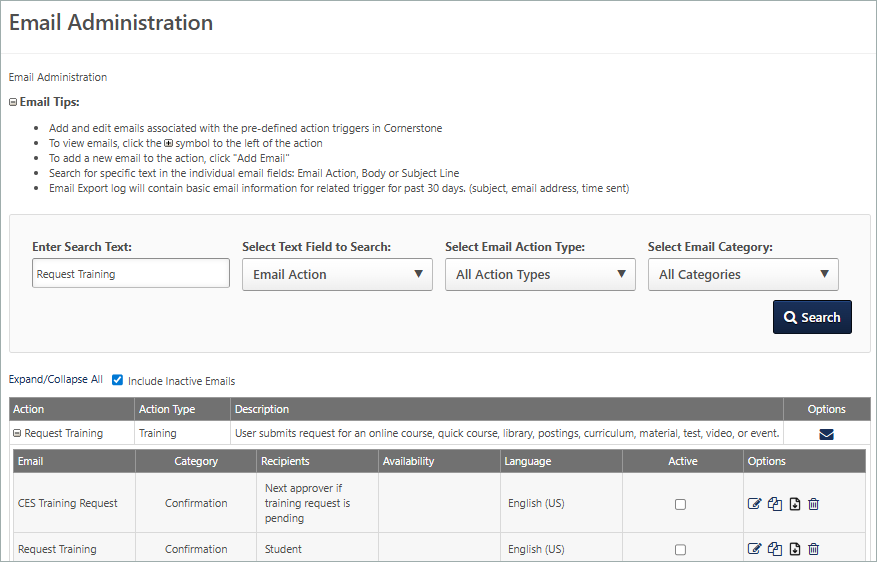 Email Administration
Email Administration
Email Tips:
Add and edit emails associated with the pre-defined action triggers in Cornerstone
To view emails, click the symbol to the left of the action
To add a new email to the action, click "Add Email"
Search for specific text in the individual email fields: Email Action, Body or Subject Line
Email Export log will contain basic email information for related trigger for past 30 days. (subject, email address, time sent)
Enter Search Text: Select Text Field to Search: Select Email Action Type: Select Email Category:
Request Training Email Action All Action Types All Categories
Search
Expand/Collapse All Include Inactive Emails
Action Action Type Description Options
Request Training Training User submits request for an online course, quick course, library, postings, curriculum, material, test, video, or event.
Email Category Recipients Availability Language Active Options
Next approver if
CES Training Request Confirmation training request is English (US)
pending
Request Training Confirmation Student English (US)